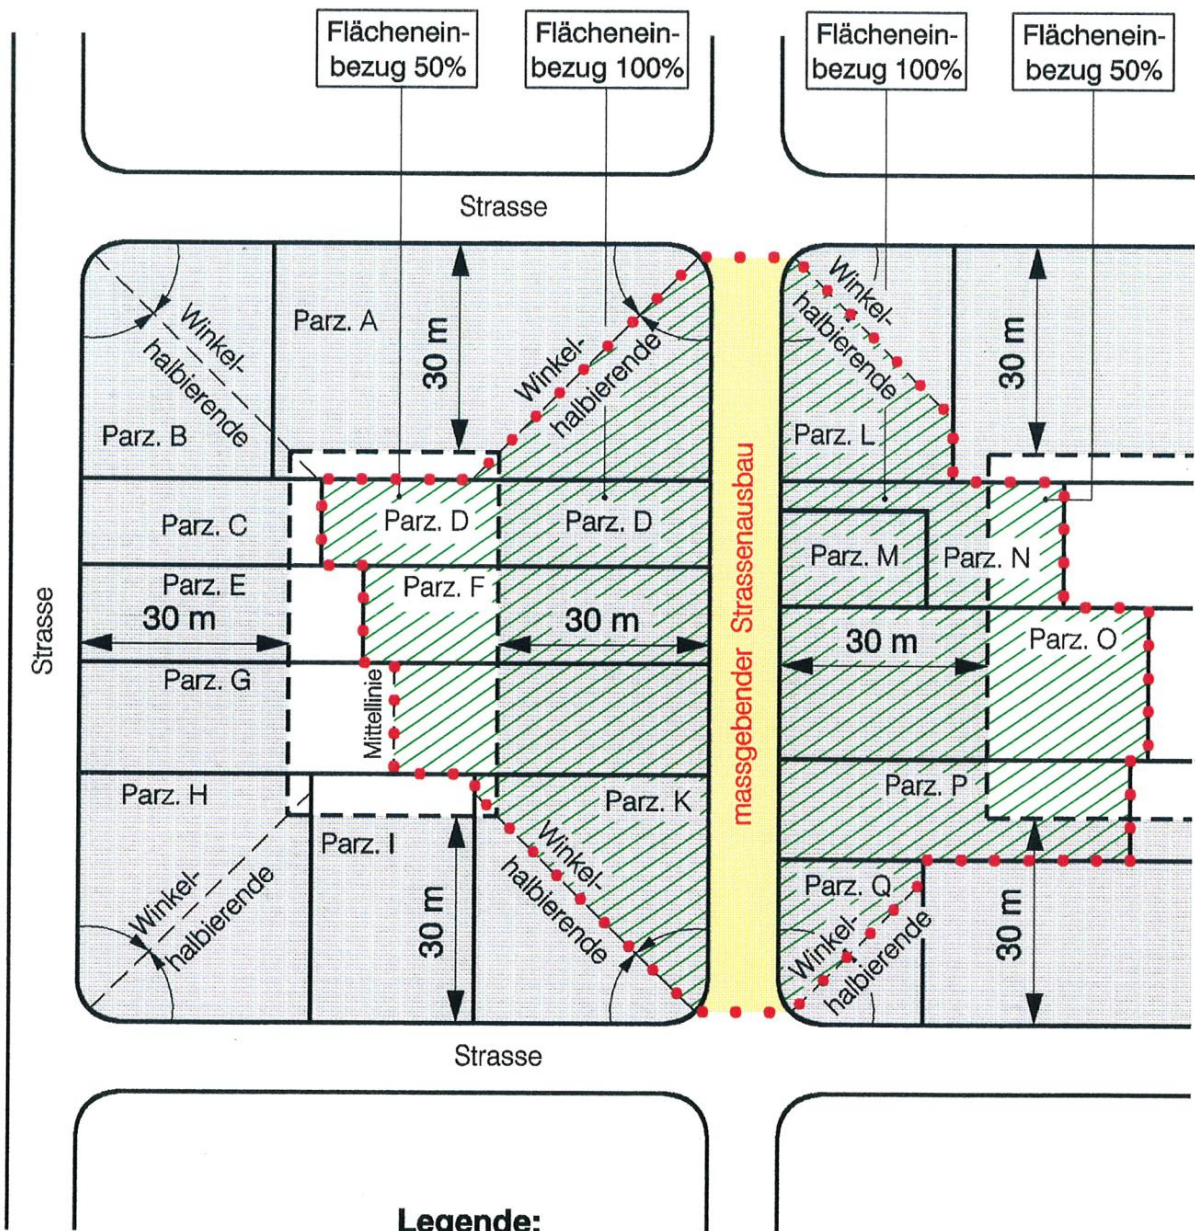 Flächenein-
bezug 50%
Flächenein-
bezug 100%
Flächenein-
bezug 100%
Flächenein-
bezug 50%
Strasse
Winkel-
halbierende
Parz. A
30 m
Winkel-
halbierende
Winkel-
halbierende
30 m
Parz. B
Parz. L
Parz. C
Parz. D
Parz. D
Parz. M
Parz. N
Parz. E
Parz. F
30 m
30 m
30 m
Parz. O
Strasse
Parz. G
Mittellinie
massgebender Strassenausbau
Parz. H
Parz. K
Parz. P
Parz. I
Winkel-
halbierende
30 m
Winkel-
halbierende
Parz. Q
Winkel-
halbierende
30 m
Strasse
Legende: